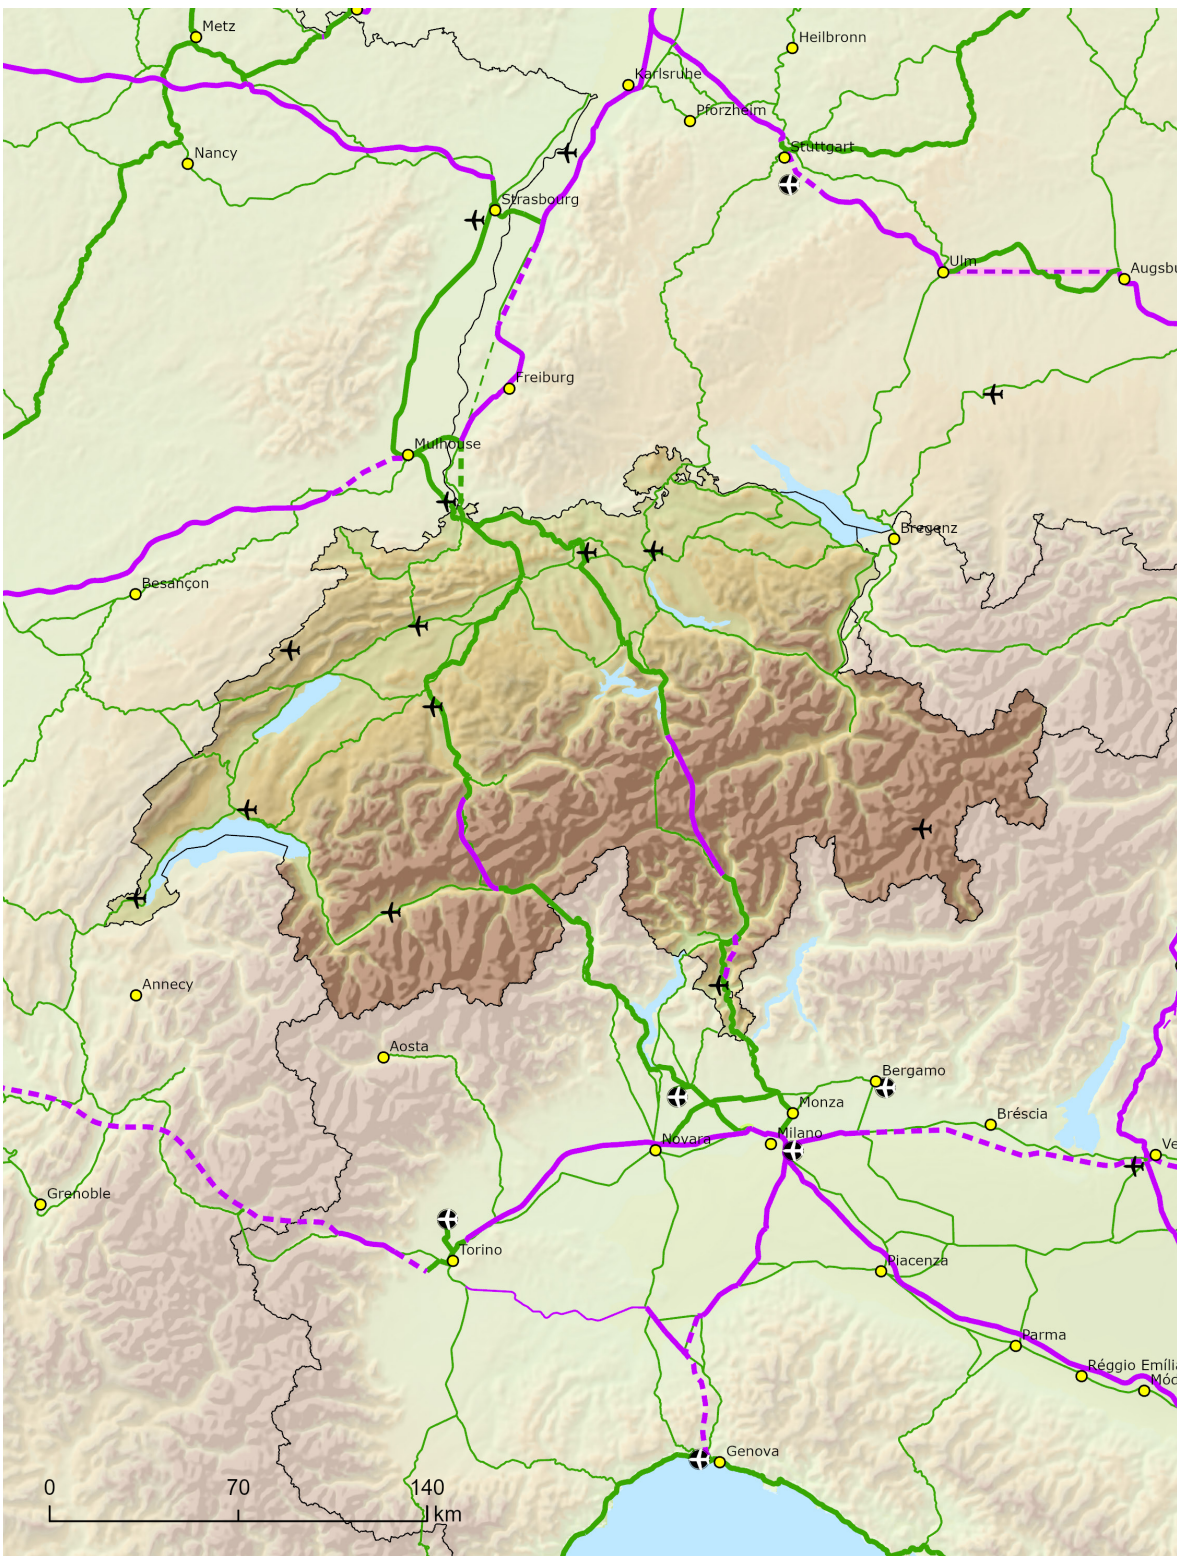 Metz
Heilbronn
Karlsruhe
Pforzheim
Nancy
Stuttgart
Strasbourg
Ulm
Augsbu
Freiburg
Mulhouse
Bregenz
Besançon
Annecy
Aosta
Bergamo
Monza
Bréscia
Novara
Milano
Ve
Grenoble
Torino
Piacenza
Parma
Réggio Emília
Mód
Genova
0 70 140
km